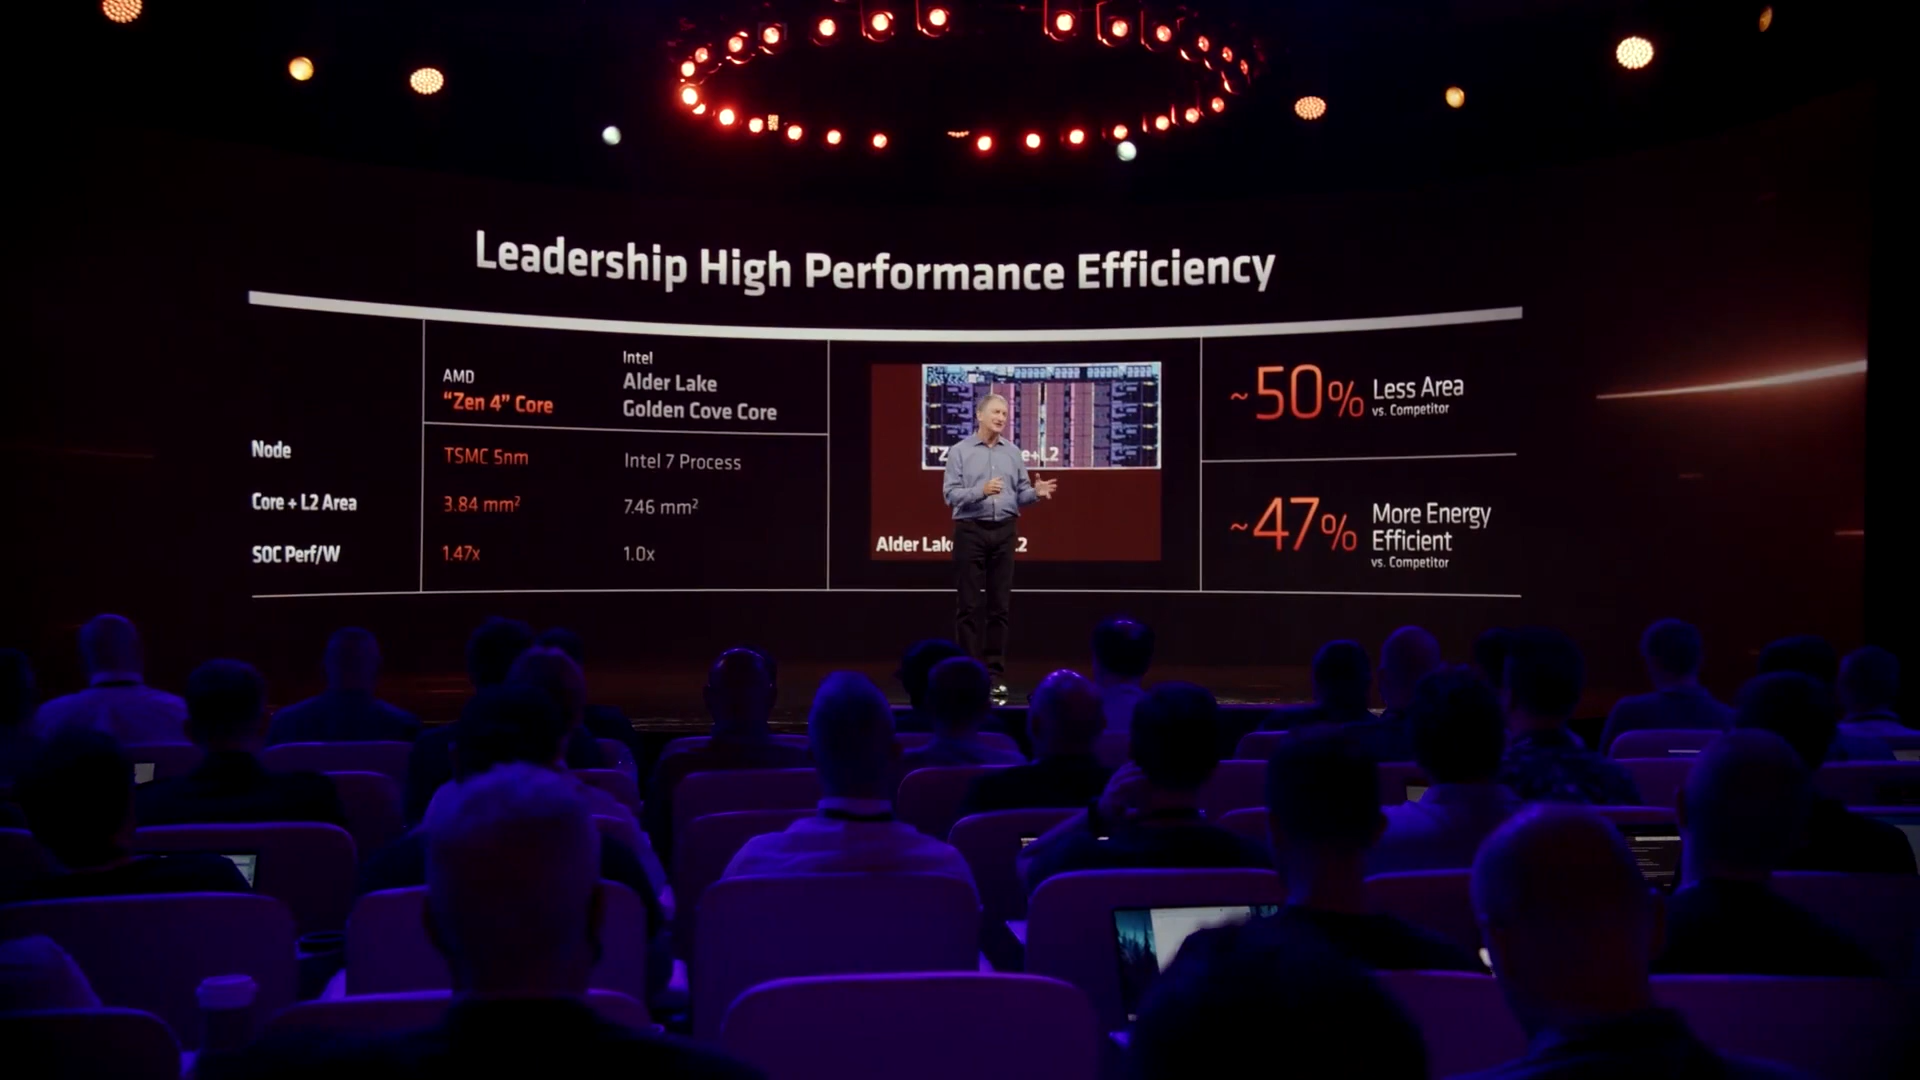 Leadership High Performance Efficiency
AMD
“Zen 4” Core
Intel
Alder Lake
Golden Cove Core
Node
TSMC 5nm
Intel 7 Process
Core + L2 Area
3.84 mm²
7.46 mm²
SOC Perf/W
1.47x
1.0x
~50% Less Area
vs. Competitor
~47% More Energy
Efficient
vs. Competitor
Alder